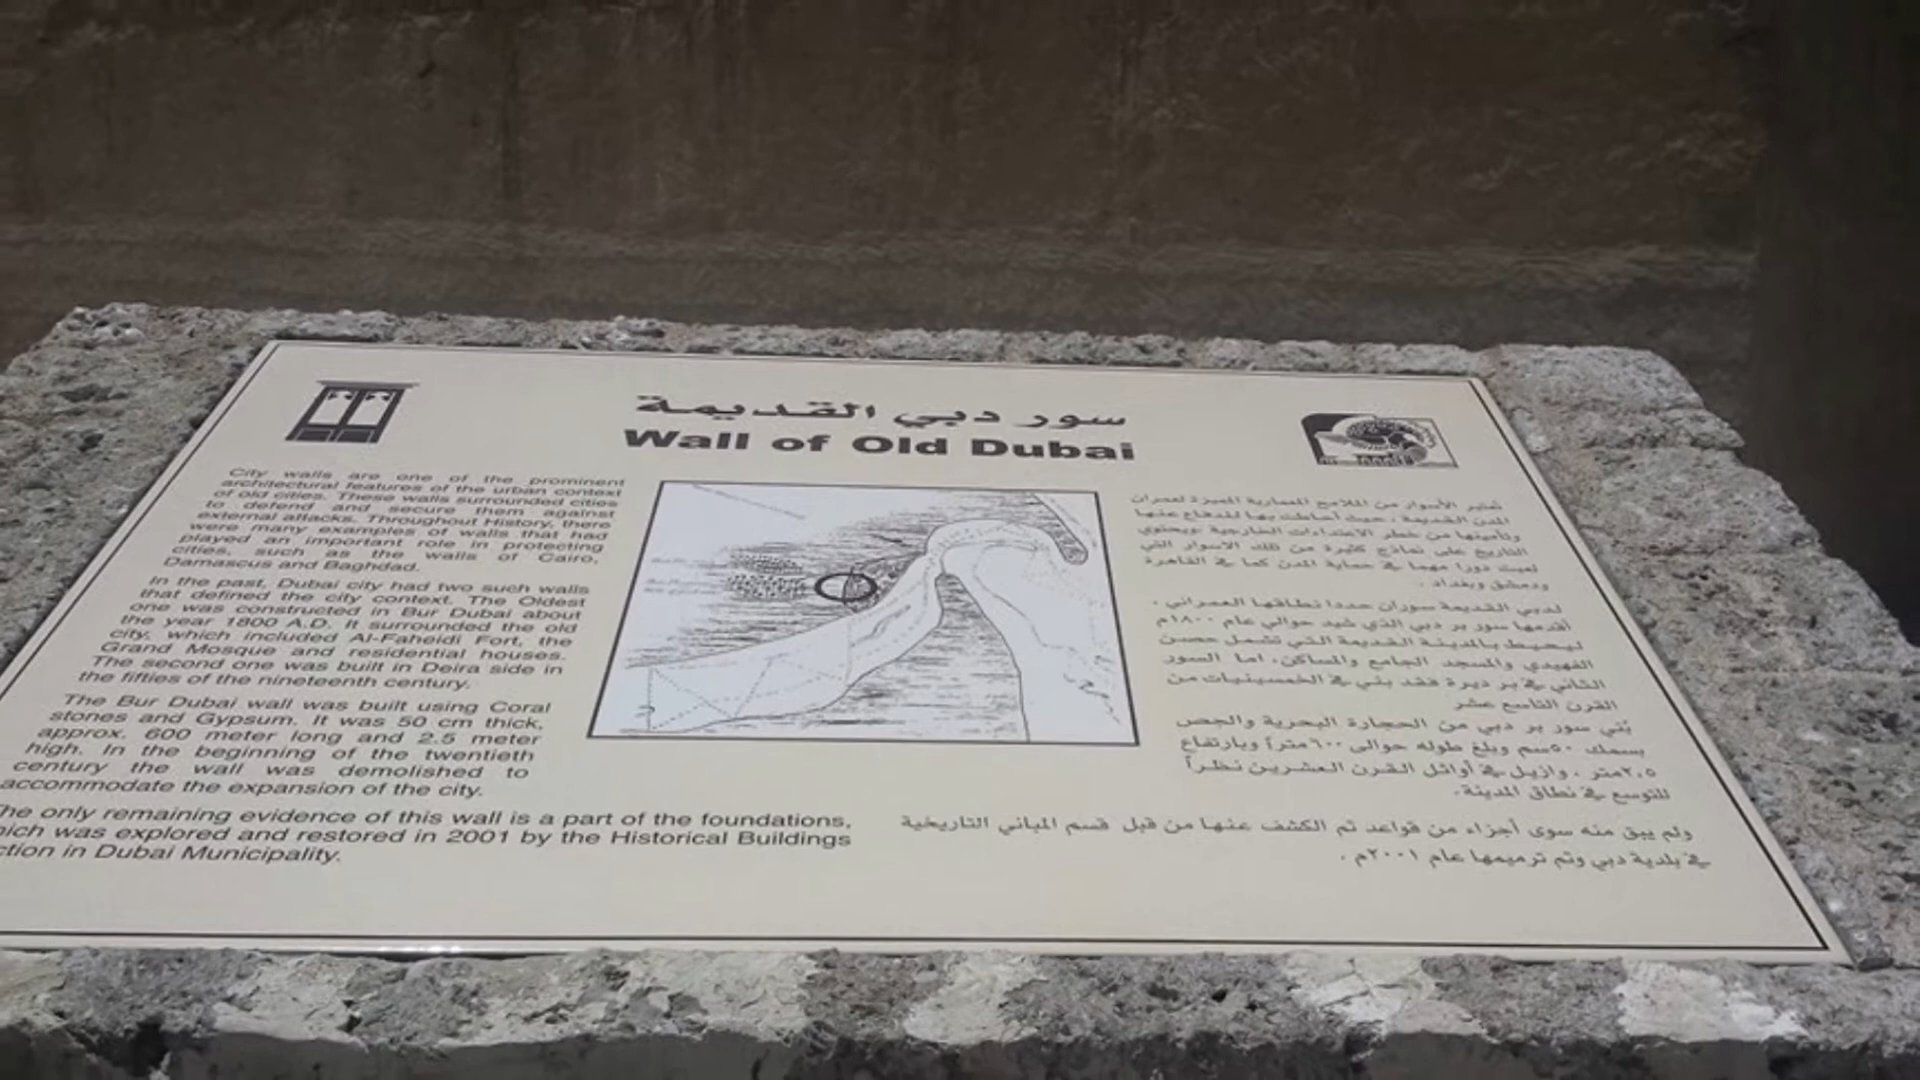 سور دبي القديمة
Wall of Old Dubai
City walls are one of the prominent
architectural features of the urban context
of old cities. These walls surrounded cities
to defend and secure them against
external attacks. Throughout History, there
were many examples of walls that had
played an important role in protecting
cities, such as the walls of Cairo,
Damascus and Baghdad.
In the past, Dubai city had two such walls
that defined the city context. The Oldest
one was constructed in Bur Dubai about
the year 1800 A.D. It surrounded the old
city, which included Al-Faheidi Fort, the
Grand Mosque and residential houses.
The second one was built in Deira side in
the fifties of the nineteenth century.
The Bur Dubai wall was built using Coral
stones and Gypsum. It was 50 cm thick,
approx. 600 meter long and 2.5 meter
high. In the beginning of the twentieth
century the wall was demolished to
accommodate the expansion of the city.
he only remaining evidence of this wall is a part of the foundations,
hich was explored and restored in 2001 by the Historical Buildings
ction in Dubai Municipality.
تعتبر الأسوار من الملامح المعمارية المميزة لعمران
المدن القديمة ، حيث أحاطت بها للدفاع عنها
وتأمينها من خطر الاعتداءات الخارجية ويحتوي
التاريخ على نماذج كثيرة من تلك الاسوار التي
لعبت دورا مهما في حماية المدن كما في القاهرة
ودمشق وبغداد .
لدبي القديمة سوران حددا نطاقها العمراني ،
أقدمها سور بر دبي الذي شيد حوالي عام ١٨٠٠م
ليحيط بالمدينة القديمة التي تشمل حصن
الفهيدي والمسجد الجامع والمساكن، اما السور
الثاني في بر ديرة فقد بني في الخمسينيات من
القرن التاسع عشر
بُني سور بر دبي من الحجارة البحرية والجص
بسمك ٥٠سم وبلغ طوله حوالى ٦٠٠متراً وبارتفاع
٢،٥متر ، وازيل في أوائل القرن العشرين نظراً
للتوسع في نطاق المدينة.
ولم يبق منه سوى أجزاء من قواعد تم الكشف عنها من قبل قسم المباني التاريخية
في بلدية دبي وتم ترميمها عام ٢٠٠١م .